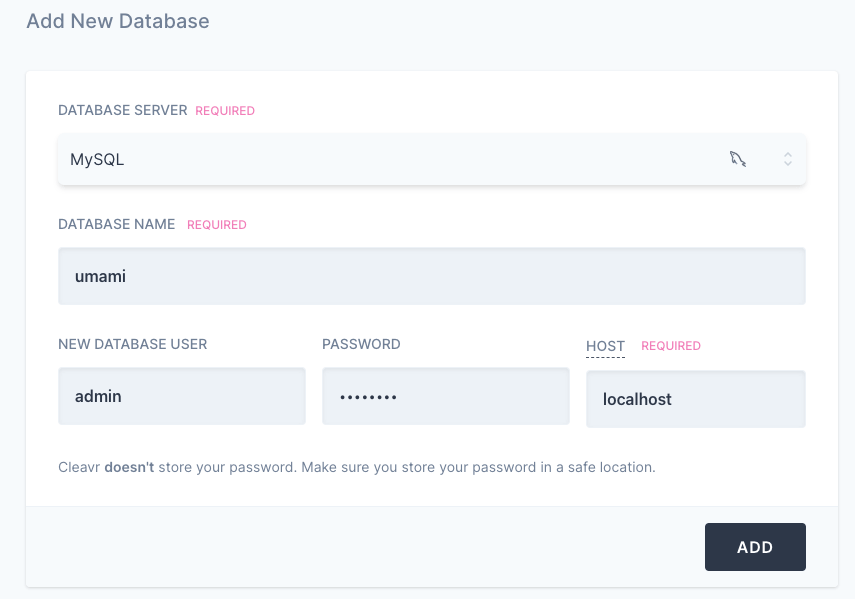 Add New Database
DATABASE SERVER REQUIRED
MySQL
DATABASE NAME REQUIRED
umami
NEW DATABASE USER PASSWORD HOST REQUIRED
admin •••••••• localhost
Cleavr doesn't store your password. Make sure you store your password in a safe location.
ADD